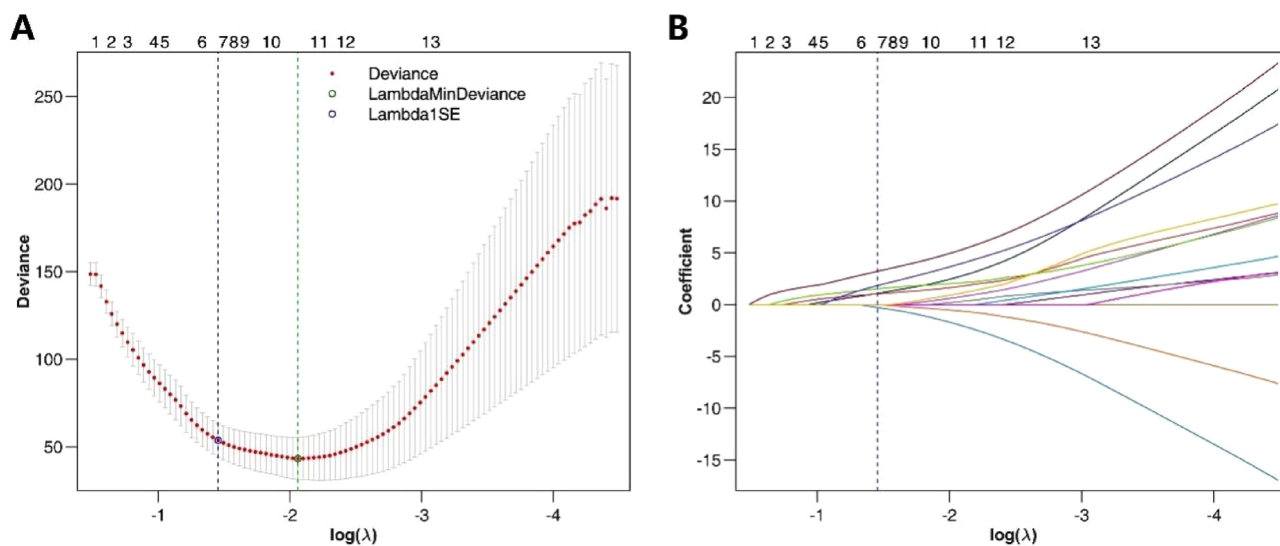 A
1 2 3 45 6 789 10 11 12 13
Deviance
LambdaMinDeviance
Lambda1SE
250
200
150
100
50
Deviance
-1 -2 -3 -4
log(λ)
B
1 2 3 45 6 789 10 11 12 13
20
15
10
5
0
-5
-10
-15
Coefficient
-1 -2 -3 -4
log(λ)